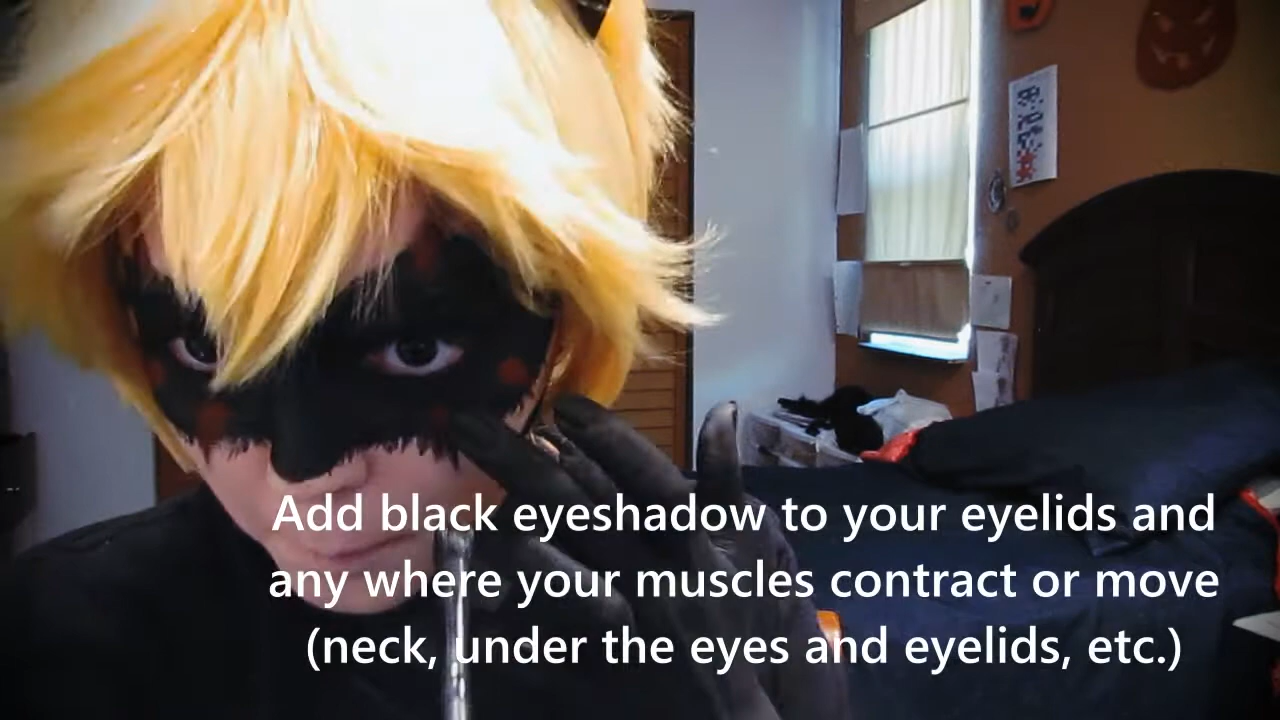 Add black eyeshadow to your eyelids and
any where your muscles contract or move
(neck, under the eyes and eyelids, etc.)